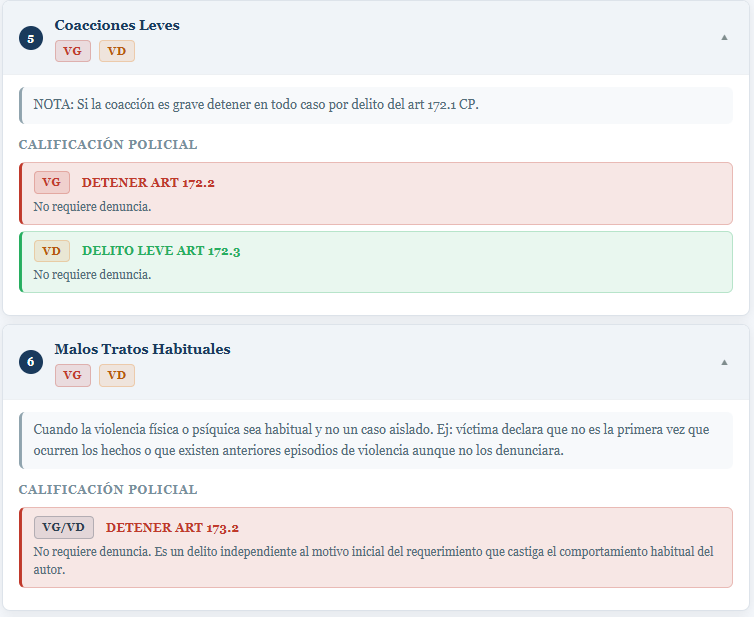 5
Coacciones Leves
VG VD
NOTA: Si la coacción es grave detener en todo caso por delito del art 172.1 CP.
CALIFICACIÓN POLICIAL
VG DETENER ART 172.2
No requiere denuncia.
VD DELITO LEVE ART 172.3
No requiere denuncia.
6
Malos Tratos Habituales
VG VD
Cuando la violencia física o psíquica sea habitual y no un caso aislado. Ej: víctima declara que no es la primera vez que
ocurren los hechos o que existen anteriores episodios de violencia aunque no los denunciara.
CALIFICACIÓN POLICIAL
VG/VD DETENER ART 173.2
No requiere denuncia. Es un delito independiente al motivo inicial del requerimiento que castiga el comportamiento habitual del
autor.